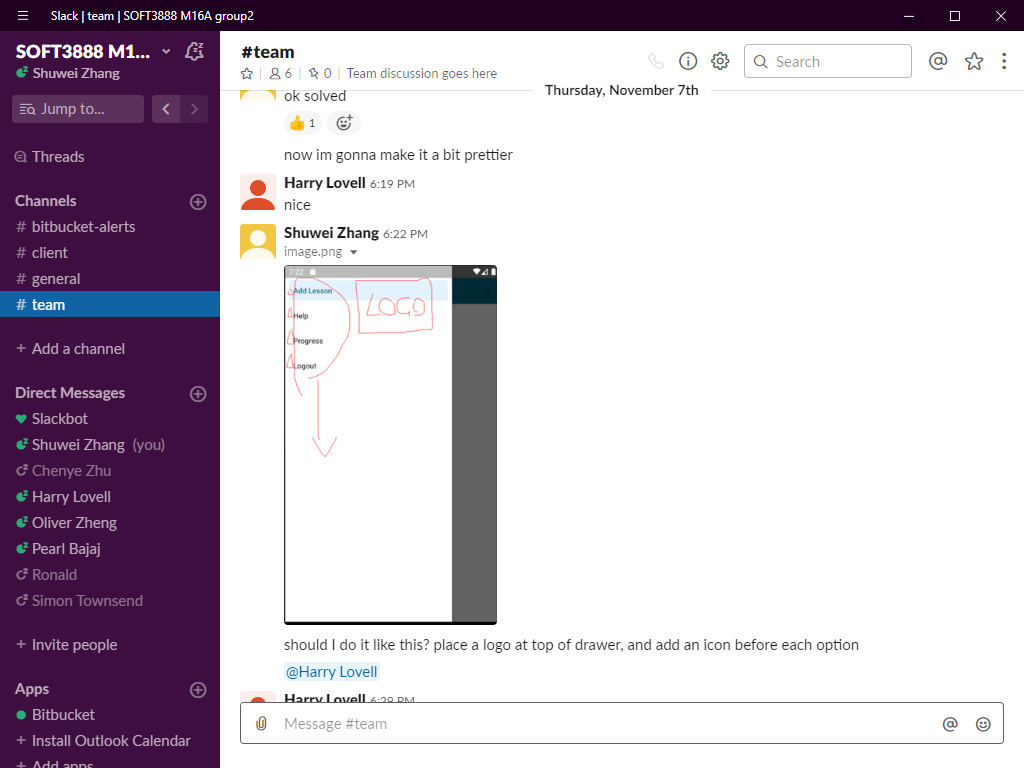 Slack | team | SOFT3888 M16A group2
SOFT3888 M1...
Shuwei Zhang
Jump to...
Threads
Channels
# bitbucket-alerts
# client
# general
# team
+ Add a channel
Direct Messages
Slackbot
Shuwei Zhang (you)
Chenye Zhu
Harry Lovell
Oliver Zheng
Pearl Bajaj
Ronald
Simon Townsend
+ Invite people
Apps
Bitbucket
+ Install Outlook Calendar
+ Add apps
#team
6 | 0 | Team discussion goes here
Search
Thursday, November 7th
ok solved
👍 1
now im gonna make it a bit prettier
Harry Lovell 6:19 PM
nice
Shuwei Zhang 6:22 PM
image.png
7:22
Add Lesson
LOGO
Help
Progress
Logout
should I do it like this? place a logo at top of drawer, and add an icon before each option
@Harry Lovell
Harry Lovell 6:29 PM
Message #team